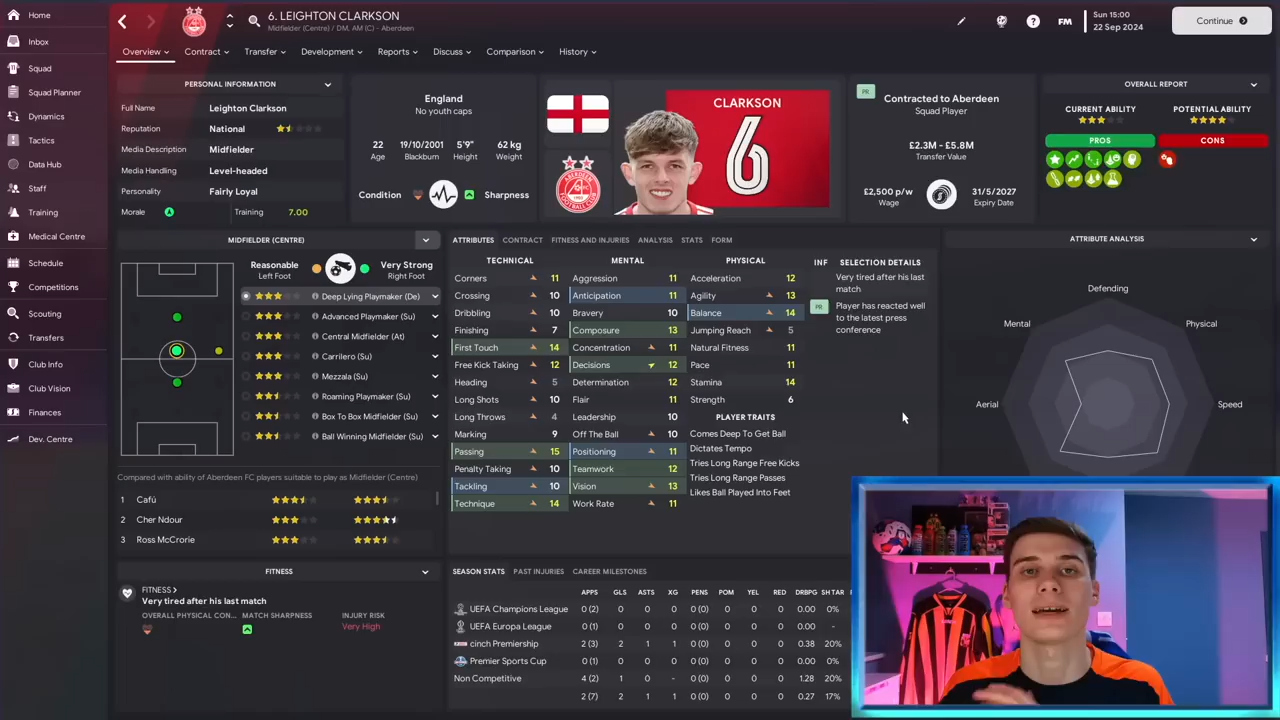 Home
Inbox
Squad
Squad Planner
Dynamics
Tactics
Data Hub
Staff
Training
Medical Centre
Schedule
Competitions
Scouting
Transfers
Club Info
Club Vision
Finances
Dev. Centre
6. LEIGHTON CLARKSON
Midfielder (Centre) / DM, AM (C) - Aberdeen
FM
Sun 15:00
22 Sep 2024
Continue
Overview
Contract
Transfer
Development
Reports
Discuss
Comparison
History
PERSONAL INFORMATION
Full Name Leighton Clarkson
Reputation National
Media Description Midfielder
Media Handling Level-headed
Personality Fairly Loyal
Morale Training 7.00
England
No youth caps
22 19/10/2001 5'9" 62 kg
Age Blackburn Height Weight
Condition Sharpness
CLARKSON
6
PR
Contracted to Aberdeen
Squad Player
£2.3M - £5.8M
Transfer Value
£2,500 p/w 31/5/2027
Wage Expiry Date
OVERALL REPORT
CURRENT ABILITY POTENTIAL ABILITY
PROS CONS
MIDFIELDER (CENTRE)
Reasonable Very Strong
Left Foot Right Foot
Deep Lying Playmaker (De)
Advanced Playmaker (Su)
Central Midfielder (At)
Carrilero (Su)
Mezzala (Su)
Roaming Playmaker (Su)
Box To Box Midfielder (Su)
Ball Winning Midfielder (Su)
Compared with ability of Aberdeen FC players suitable to play as Midfielder (Centre)
1 Cafú
2 Cher Ndour
3 Ross McCrorie
ATTRIBUTES CONTRACT FITNESS AND INJURIES ANALYSIS STATS FORM
TECHNICAL
Corners 11
Crossing 10
Dribbling 10
Finishing 7
First Touch 14
Free Kick Taking 12
Heading 5
Long Shots 10
Long Throws 4
Marking 9
Passing 15
Penalty Taking 10
Tackling 10
Technique 14
MENTAL
Aggression 11
Anticipation 11
Bravery 10
Composure 13
Concentration 11
Decisions 12
Determination 12
Flair 11
Leadership 10
Off The Ball 10
Positioning 11
Teamwork 12
Vision 13
Work Rate 11
PHYSICAL
Acceleration 12
Agility 13
Balance 14
Jumping Reach 5
Natural Fitness 11
Pace 11
Stamina 14
Strength 6
PLAYER TRAITS
Comes Deep To Get Ball
Dictates Tempo
Tries Long Range Free Kicks
Tries Long Range Passes
Likes Ball Played Into Feet
INF SELECTION DETAILS
Very tired after his last
match
PR Player has reacted well
to the latest press
conference
ATTRIBUTE ANALYSIS
Defending
Mental Physical
Aerial Speed
FITNESS
FITNESS
Very tired after his last match
OVERALL PHYSICAL CON... MATCH SHARPNESS INJURY RISK
Very High
SEASON STATS PAST INJURIES CAREER MILESTONES
APPS GLS ASTS XG PENS POM YEL RED DRBPG SH TAR
UEFA Champions League 0 (2) 0 0 0 0 (0) 0 0 0 0.00 0%
UEFA Europa League 0 (1) 0 0 0 0 (0) 0 0 0 0.00 -
cinch Premiership 2 (3) 2 1 1 0 (0) 0 0 0 0.38 20%
Premier Sports Cup 0 (1) 0 0 0 0 (0) 0 0 0 0.00 0%
Non Competitive 4 (2) 1 0 - 0 (0) 0 0 0 1.28 20%
2 (7) 2 1 1 0 (0) 0 0 0 0.27 17%